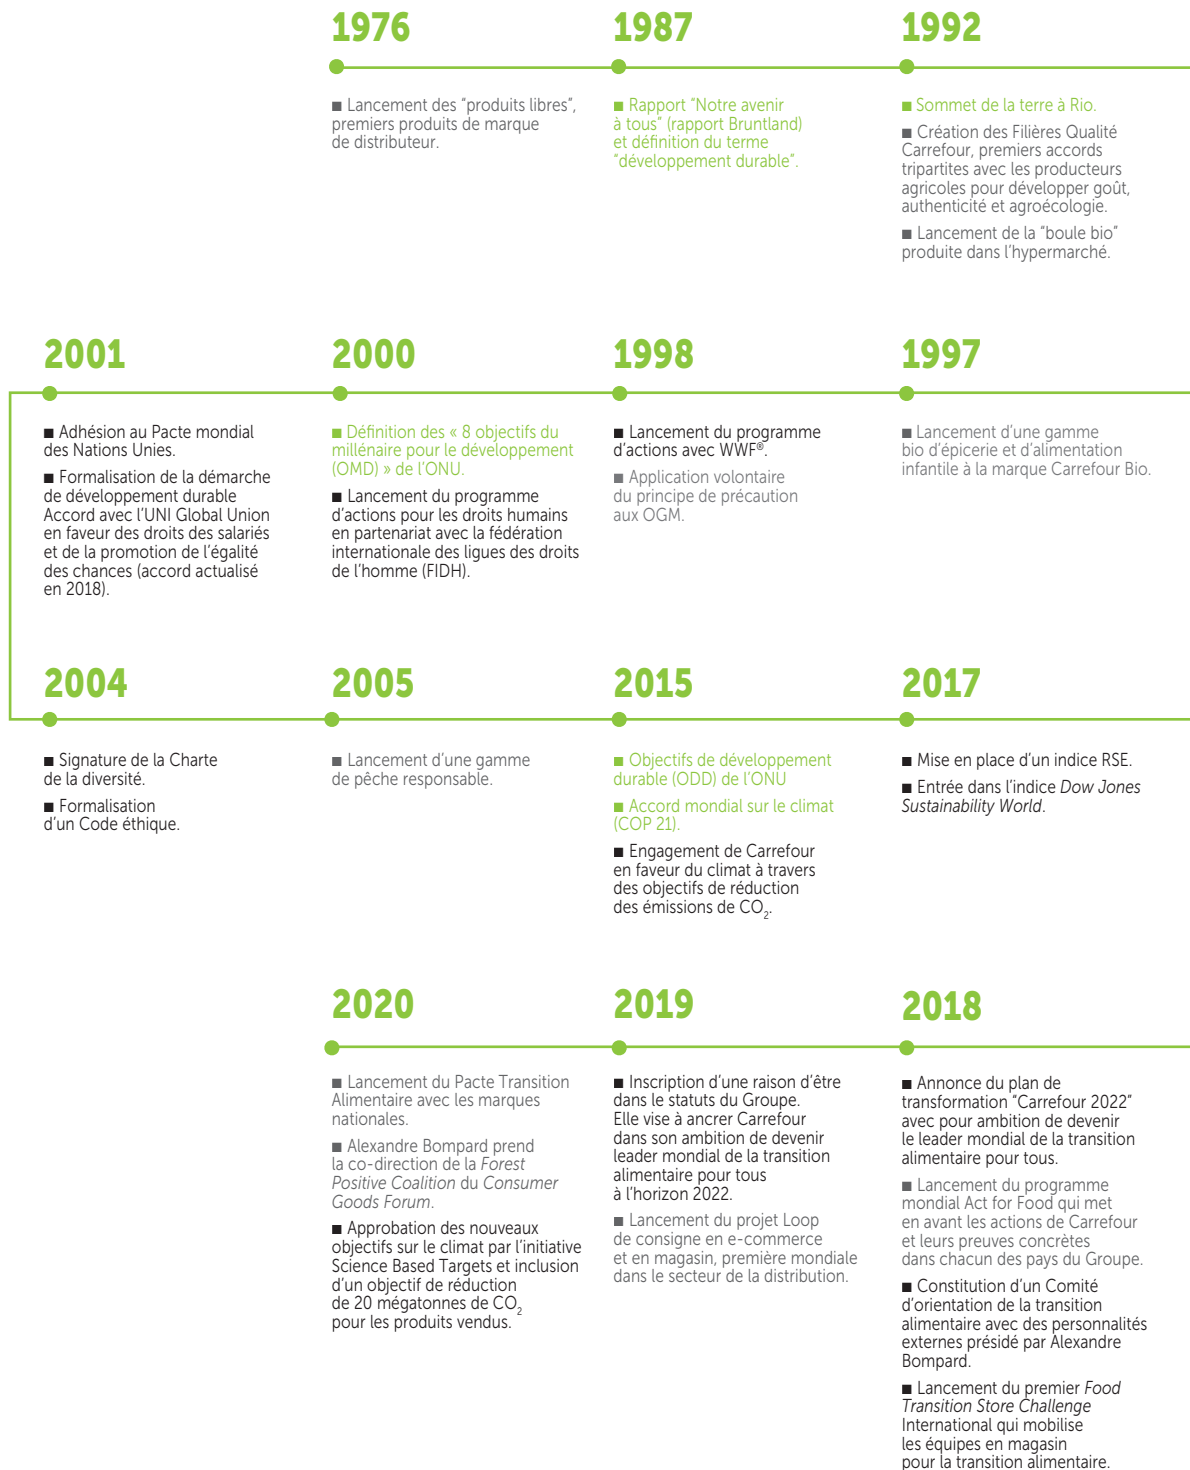 1976
■ Lancement des “produits libres”,
premiers produits de marque
de distributeur.
1987
■ Rapport “Notre avenir
à tous” (rapport Bruntland)
et définition du terme
“développement durable”.
1992
■ Sommet de la terre à Rio.
■ Création des Filières Qualité
Carrefour, premiers accords
tripartites avec les producteurs
agricoles pour développer goût,
authenticité et agroécologie.
■ Lancement de la “boule bio”
produite dans l’hypermarché.
2001
■ Adhésion au Pacte mondial
des Nations Unies.
■ Formalisation de la démarche
de développement durable
Accord avec l’UNI Global Union
en faveur des droits des salariés
et de la promotion de l’égalité
des chances (accord actualisé
en 2018).
2000
■ Définition des « 8 objectifs du
millénaire pour le développement
(OMD) » de l’ONU.
■ Lancement du programme
d’actions pour les droits humains
en partenariat avec la fédération
internationale des ligues des droits
de l’homme (FIDH).
1998
■ Lancement du programme
d’actions avec WWF®.
■ Application volontaire
du principe de précaution
aux OGM.
1997
■ Lancement d’une gamme
bio d’épicerie et d’alimentation
infantile à la marque Carrefour Bio.
2004
■ Signature de la Charte
de la diversité.
■ Formalisation
d’un Code éthique.
2005
■ Lancement d’une gamme
de pêche responsable.
2015
■ Objectifs de développement
durable (ODD) de l’ONU
■ Accord mondial sur le climat
(COP 21).
■ Engagement de Carrefour
en faveur du climat à travers
des objectifs de réduction
des émissions de CO₂.
2017
■ Mise en place d’un indice RSE.
■ Entrée dans l’indice Dow Jones
Sustainability World.
2020
■ Lancement du Pacte Transition
Alimentaire avec les marques
nationales.
■ Alexandre Bompard prend
la co-direction de la Forest
Positive Coalition du Consumer
Goods Forum.
■ Approbation des nouveaux
objectifs sur le climat par l’initiative
Science Based Targets et inclusion
d’un objectif de réduction
de 20 mégatonnes de CO₂
pour les produits vendus.
2019
■ Inscription d’une raison d’être
dans le statuts du Groupe.
Elle vise à ancrer Carrefour
dans son ambition de devenir
leader mondial de la transition
alimentaire pour tous
à l’horizon 2022.
■ Lancement du projet Loop
de consigne en e-commerce
et en magasin, première mondiale
dans le secteur de la distribution.
2018
■ Annonce du plan de
transformation “Carrefour 2022”
avec pour ambition de devenir
le leader mondial de la transition
alimentaire pour tous.
■ Lancement du programme
mondial Act for Food qui met
en avant les actions de Carrefour
et leurs preuves concrètes
dans chacun des pays du Groupe.
■ Constitution d’un Comité
d’orientation de la transition
alimentaire avec des personnalités
externes présidé par Alexandre
Bompard.
■ Lancement du premier Food
Transition Store Challenge
International qui mobilise
les équipes en magasin
pour la transition alimentaire.